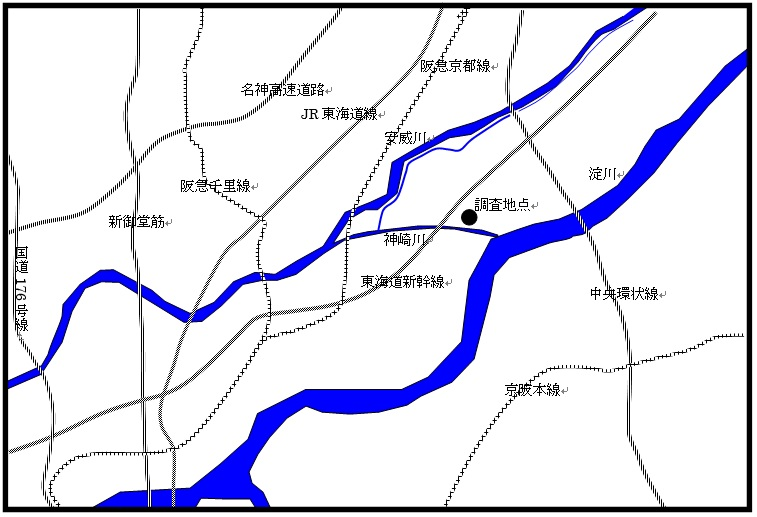 阪急京都線
名神高速道路
JR東海道線
安威川
淀川
阪急千里線
調査地点
新御堂筋
神崎川
国道176号線
東海道新幹線
中央環状線
京阪本線